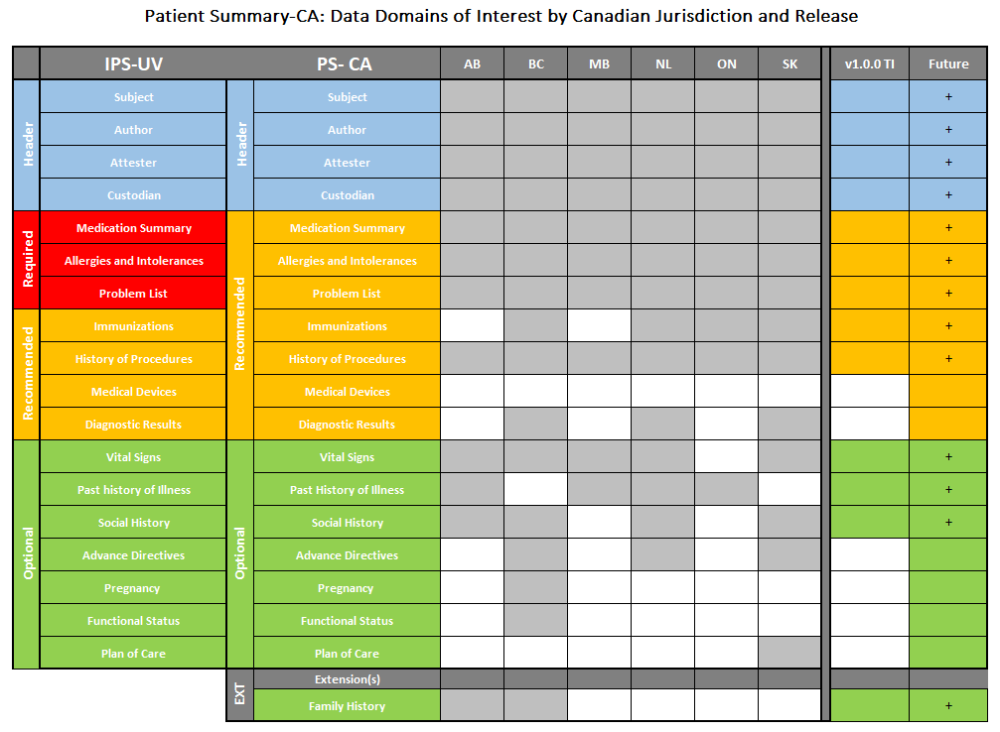 Patient Summary-CA: Data Domains of Interest by Canadian Jurisdiction and Release
IPS-UV PS- CA AB BC MB NL ON SK v1.0.0 TI Future
Header Header
Subject Subject +
Author Author +
Attester Attester +
Custodian Custodian +
Required Recommended
Medication Summary Medication Summary +
Allergies and Intolerances Allergies and Intolerances +
Problem List Problem List +
Recommended
Immunizations Immunizations +
History of Procedures History of Procedures +
Medical Devices Medical Devices
Diagnostic Results Diagnostic Results
Optional Optional
Vital Signs Vital Signs +
Past history of Illness Past History of Illness +
Social History Social History +
Advance Directives Advance Directives
Pregnancy Pregnancy
Functional Status Functional Status
Plan of Care Plan of Care
EXT
Extension(s)
Family History +